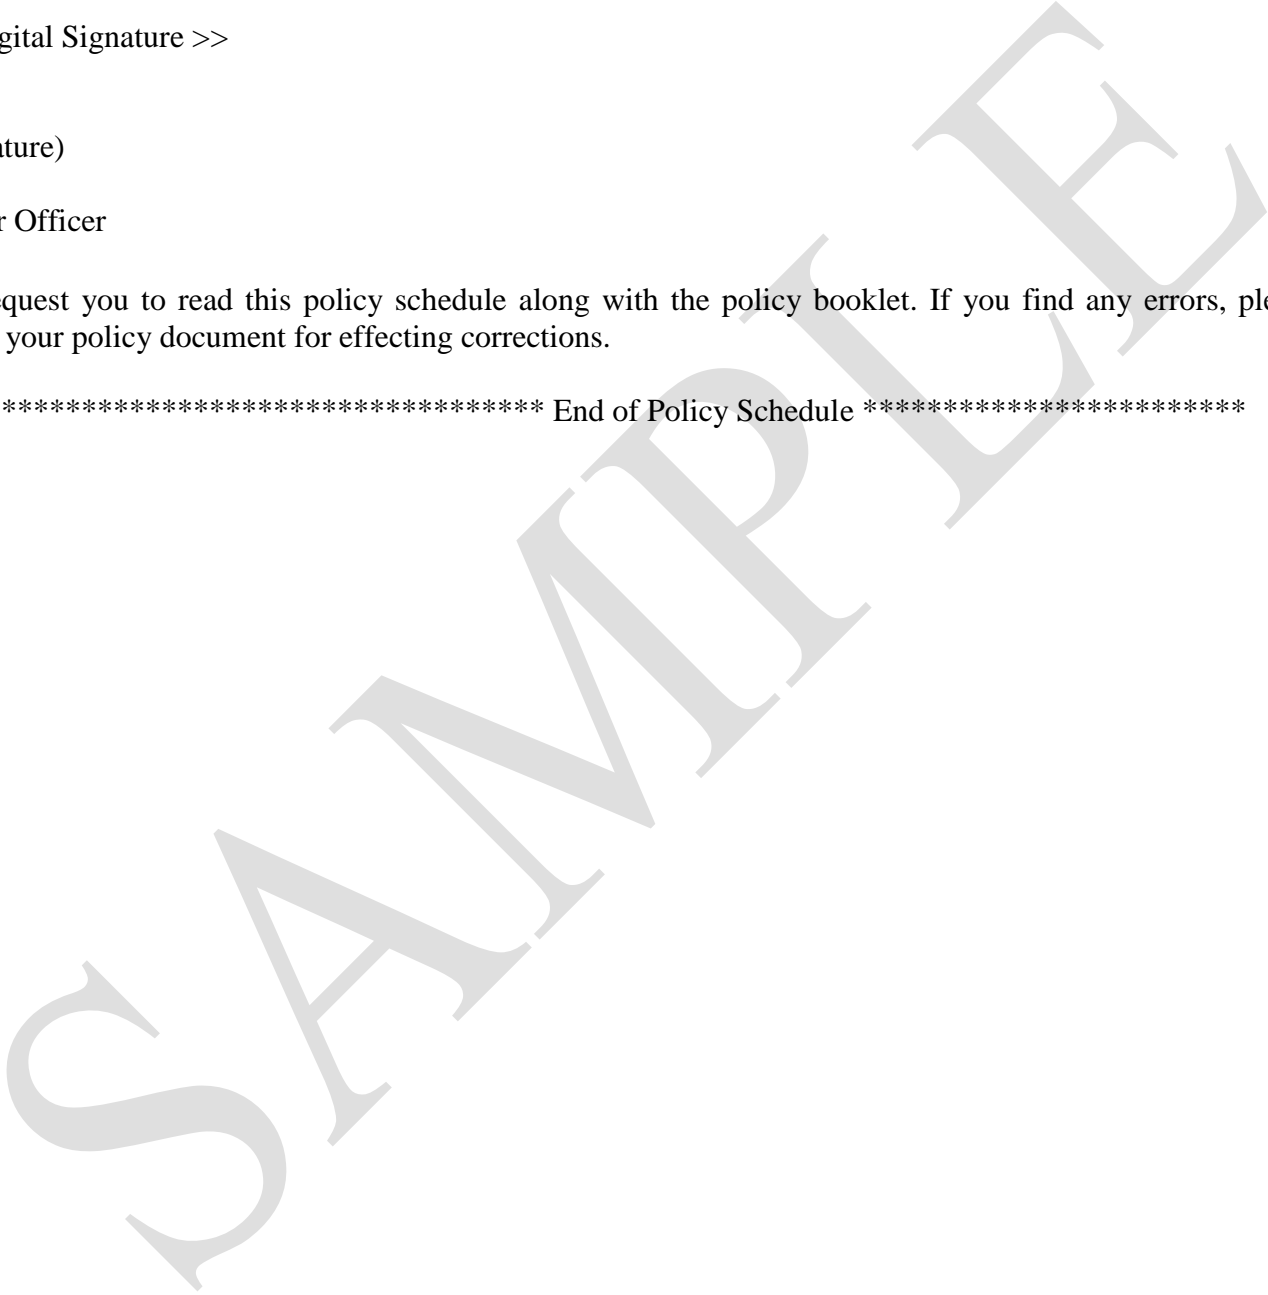 gital Signature >>
ature)
r Officer
equest you to read this policy schedule along with the policy booklet. If you find any errors, ple
your policy document for effecting corrections.
********************************** End of Policy Schedule ************************
SAMPLE